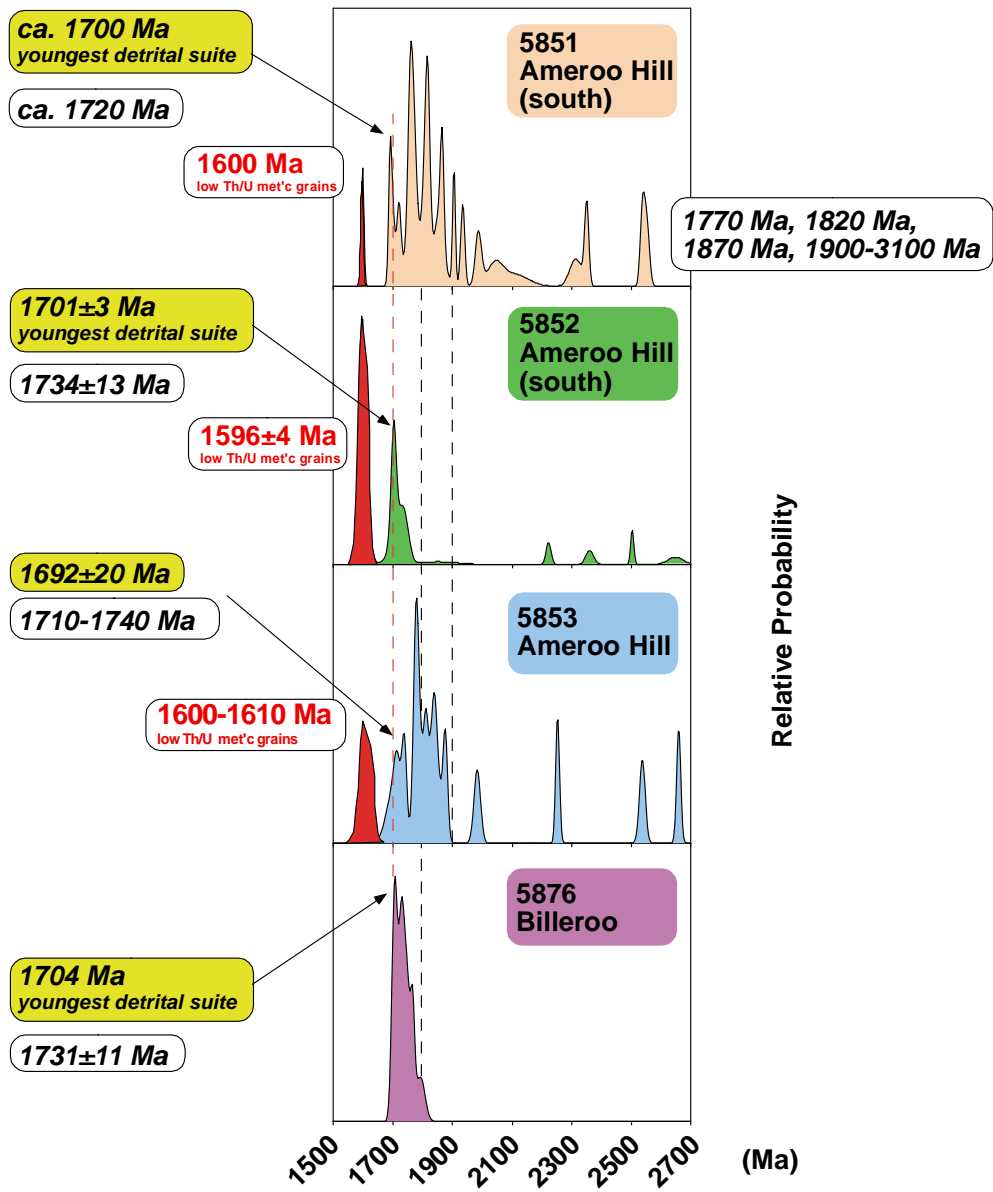 ca. 1700 Ma
youngest detrital suite
ca. 1720 Ma
1600 Ma
low Th/U met'c grains
5851
Ameroo Hill
(south)
1770 Ma, 1820 Ma,
1870 Ma, 1900-3100 Ma
1701±3 Ma
youngest detrital suite
1734±13 Ma
1596±4 Ma
low Th/U met'c grains
5852
Ameroo Hill
(south)
1692±20 Ma
1710-1740 Ma
1600-1610 Ma
low Th/U met'c grains
5853
Ameroo Hill
Relative Probability
1704 Ma
youngest detrital suite
1731±11 Ma
5876
Billeroo
1500 1700 1900 2100 2300 2500 2700 (Ma)